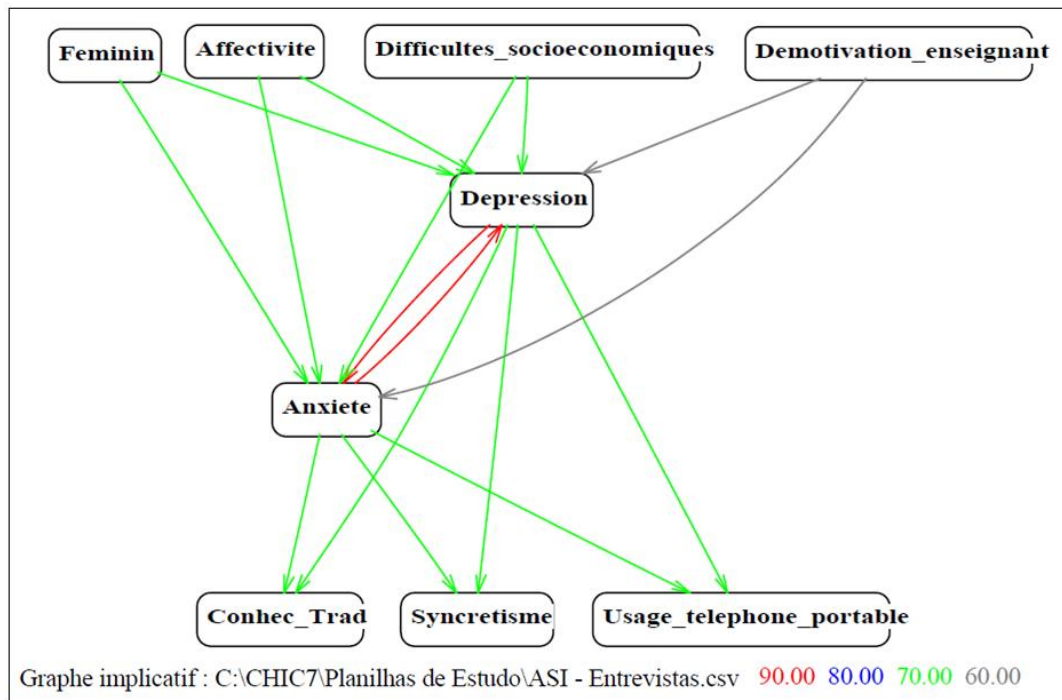 Feminin
Affectivite
Difficultes_socioeconomiques
Demotivation_enseignant
Depression
Anxiete
Conhec_Trad
Syncretisme
Usage_telephone_portable
Graphe implicatif : C:\CHIC7\Planilhas de Estudo\ASI - Entrevistas.csv 90.00 80.00 70.00 60.00